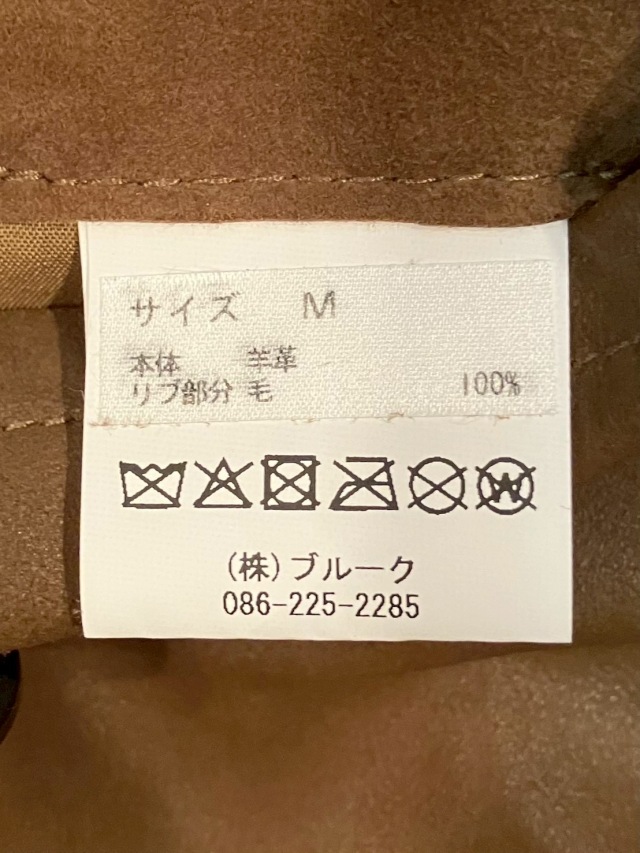 サイズ M
本体 羊革
リブ部分 毛 100%
W
(株)ブルーク
086-225-2285